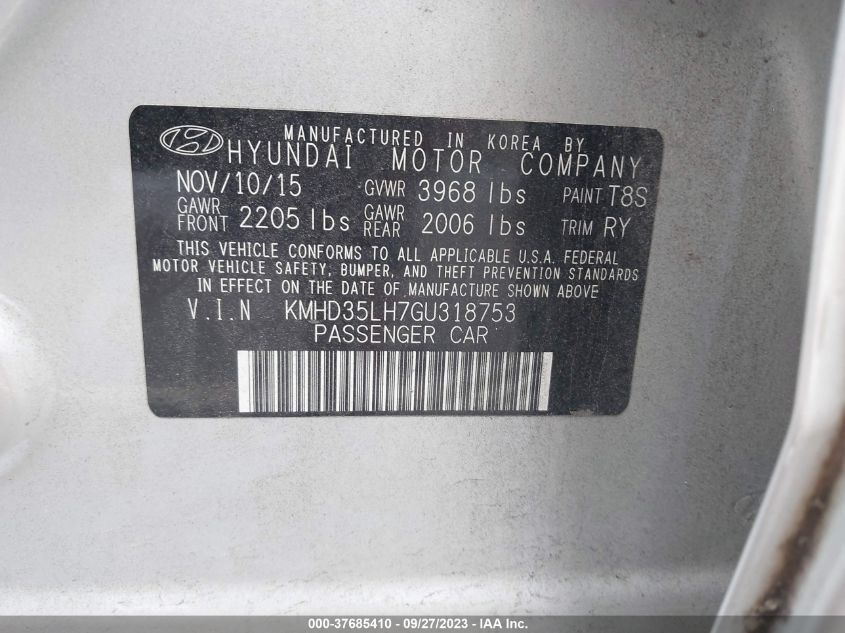 MANUFACTURED IN KOREA BY
HYUNDAI MOTOR COMPANY
NOV/10/15 GVWR 3968 lbs PAINT T8S
GAWR FRONT 2205 lbs GAWR REAR 2006 lbs TRIM RY
THIS VEHICLE CONFORMS TO ALL APPLICABLE U.S.A. FEDERAL
MOTOR VEHICLE SAFETY, BUMPER, AND THEFT PREVENTION STANDARDS
IN EFFECT ON THE DATE OF MANUFACTURE SHOWN ABOVE
V.I.N KMHD35LH7GU318753
PASSENGER CAR
000-37685410 - 09/27/2023 - © IAA, Inc.